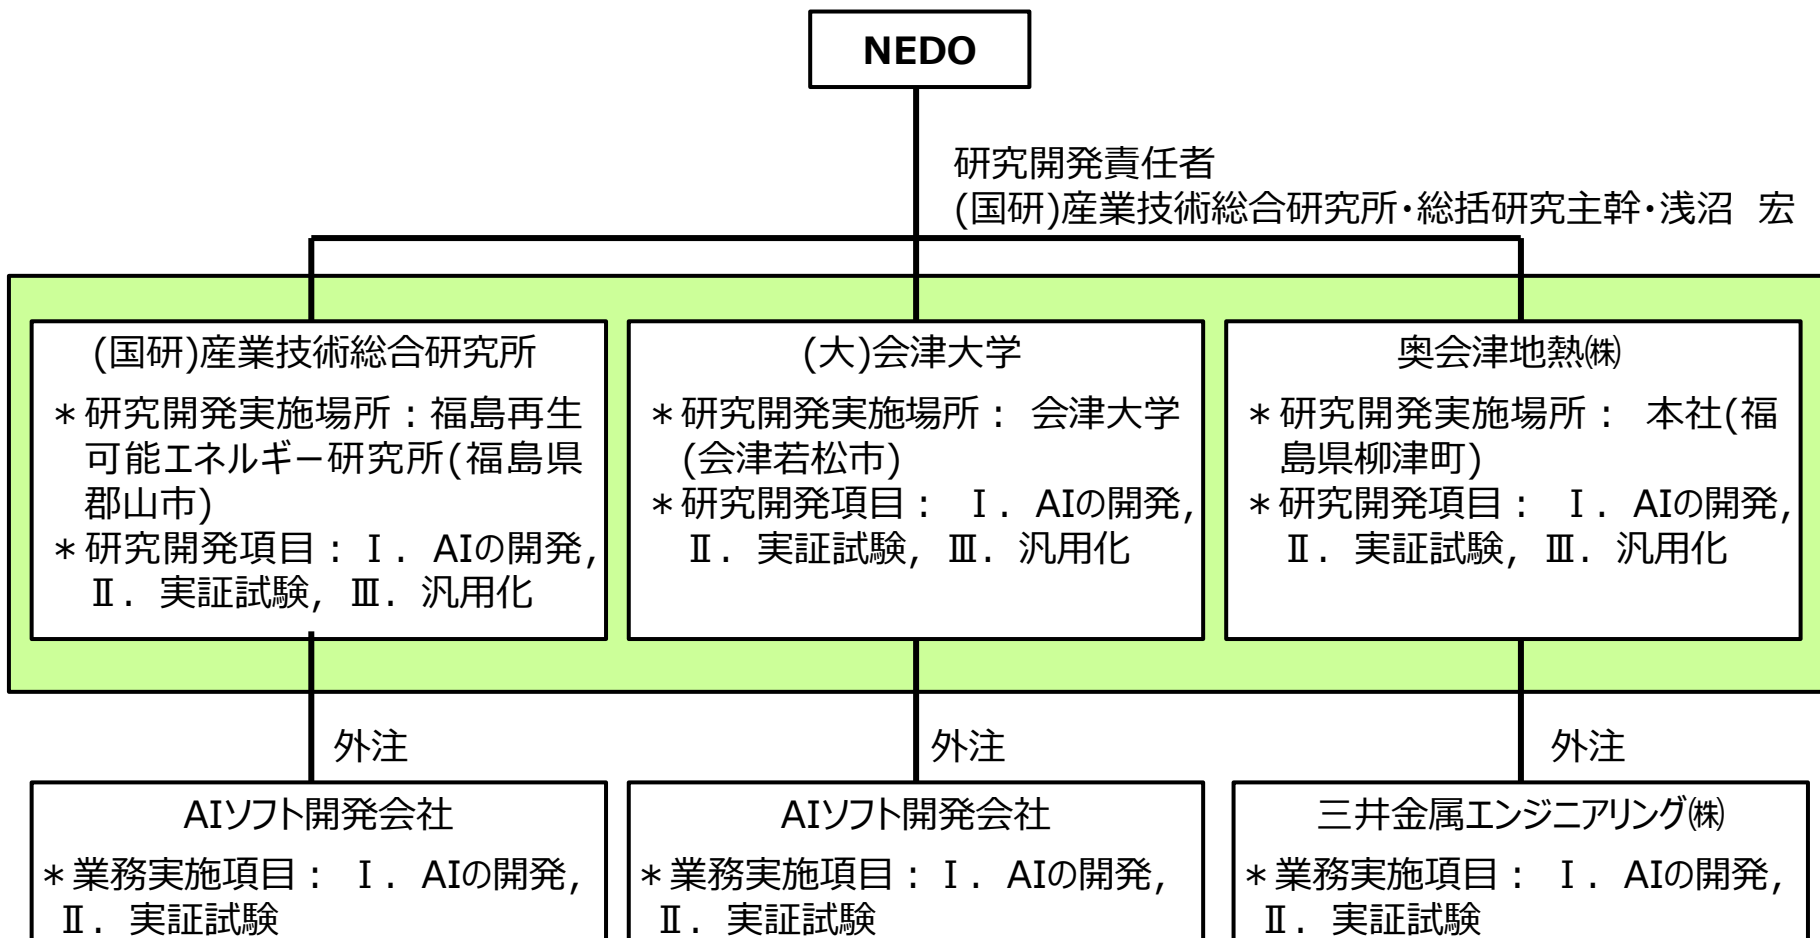 NEDO
研究開発責任者
(国研)産業技術総合研究所・総括研究主幹・浅沼　宏
(国研)産業技術総合研究所
＊研究開発実施場所：福島再生
可能エネルギー研究所(福島県
郡山市)
＊研究開発項目：Ⅰ．AIの開発，
Ⅱ．実証試験，Ⅲ．汎用化
(大)会津大学
＊研究開発実施場所： 会津大学
(会津若松市)
＊研究開発項目： Ⅰ．AIの開発，
Ⅱ．実証試験，Ⅲ．汎用化
奥会津地熱㈱
＊研究開発実施場所： 本社(福
島県柳津町)
＊研究開発項目： Ⅰ．AIの開発，
Ⅱ．実証試験，Ⅲ．汎用化
外注
外注
外注
AIソフト開発会社
＊業務実施項目： Ⅰ．AIの開発，
Ⅱ．実証試験
AIソフト開発会社
＊業務実施項目：Ⅰ．AIの開発，
Ⅱ．実証試験
三井金属エンジニアリング㈱
＊業務実施項目： Ⅰ．AIの開発，
Ⅱ．実証試験